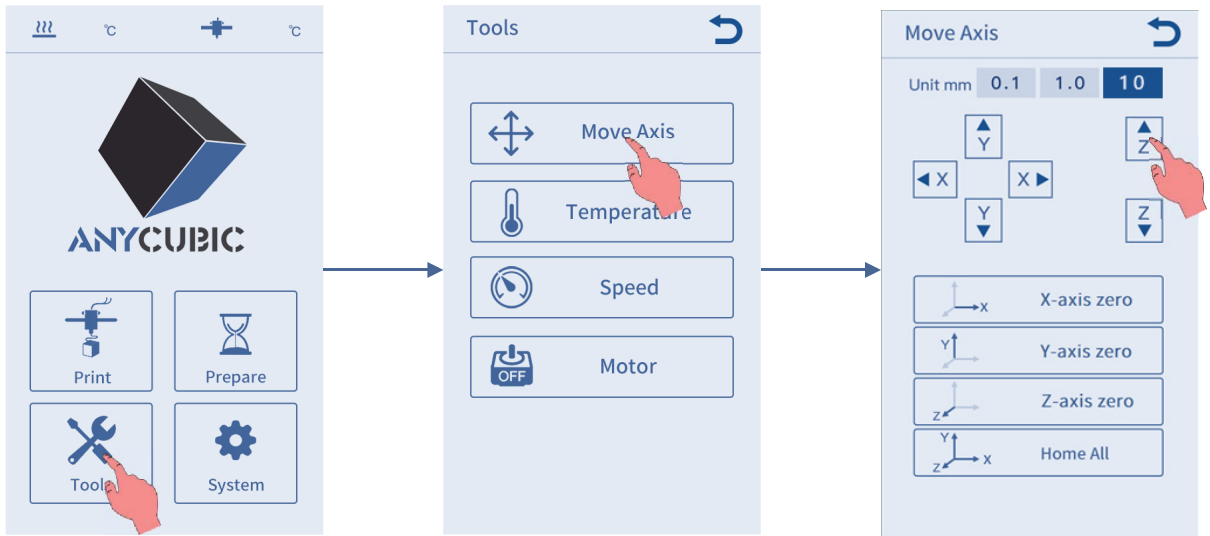 ℃
℃
ANYCUBIC
Print
Prepare
Tools
System
Tools
Move Axis
Temperature
Speed
OFF
Motor
Move Axis
Unit mm 0.1 1.0 10
Y
Z
X X
Y
Z
X
X-axis zero
Y
Y-axis zero
Z
Z-axis zero
Y
Z
X
Home All